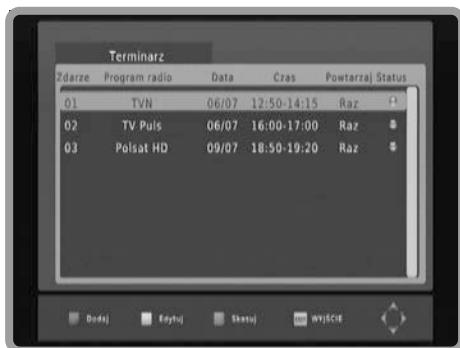 Terminarz
Zdarze Program radio Data Czas Powtarzaj Status
01 TVN 06/07 12:50-14:15 Raz
02 TV Puls 06/07 16:00-17:00 Raz
03 Polsat HD 09/07 18:50-19:20 Raz
Dodaj Edytuj Skasuj EXIT WYJŚCIE